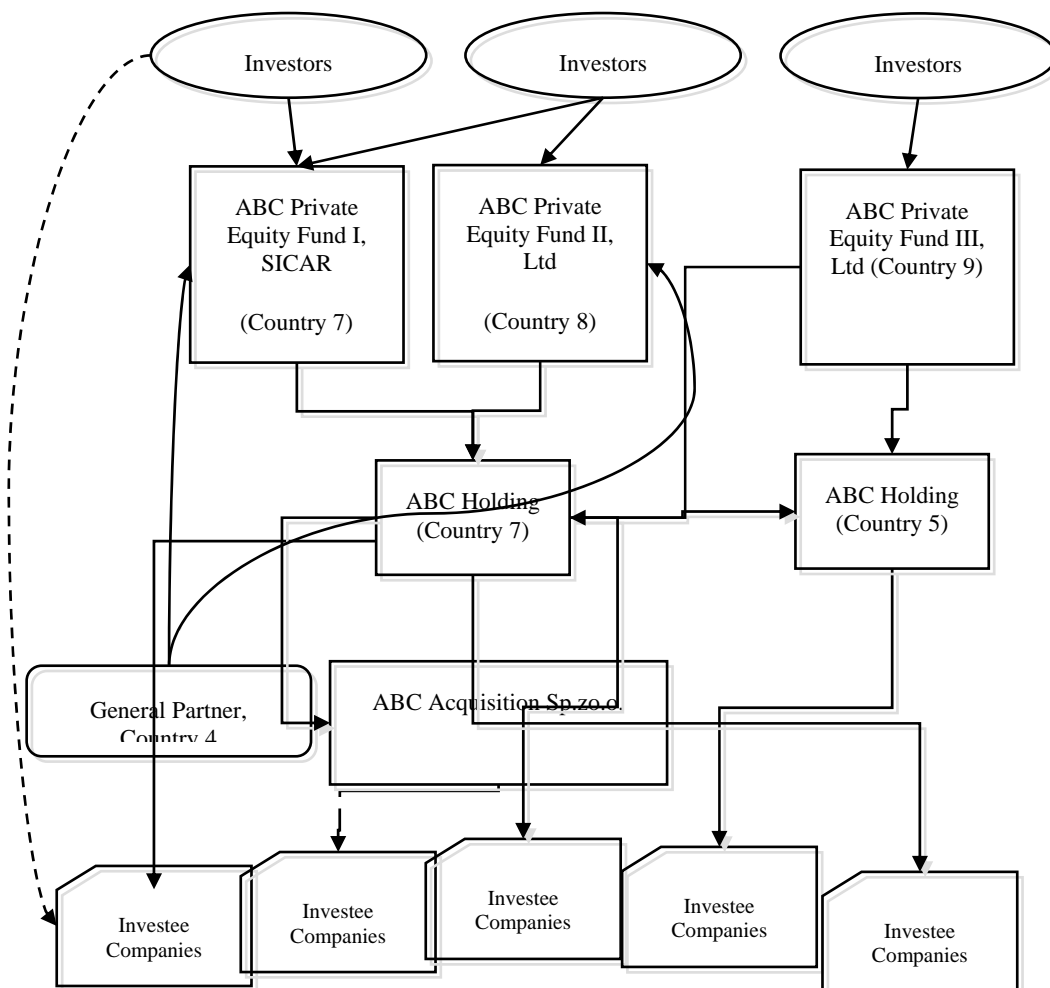 Investors
Investors
Investors
ABC Private
Equity Fund I,
SICAR
(Country 7)
ABC Private
Equity Fund II,
Ltd
(Country 8)
ABC Private
Equity Fund III,
Ltd (Country 9)
ABC Holding
(Country 7)
ABC Holding
(Country 5)
General Partner,
Country 4
ABC Acquisition Sp.zo.o.
Investee
Companies
Investee
Companies
Investee
Companies
Investee
Companies
Investee
Companies